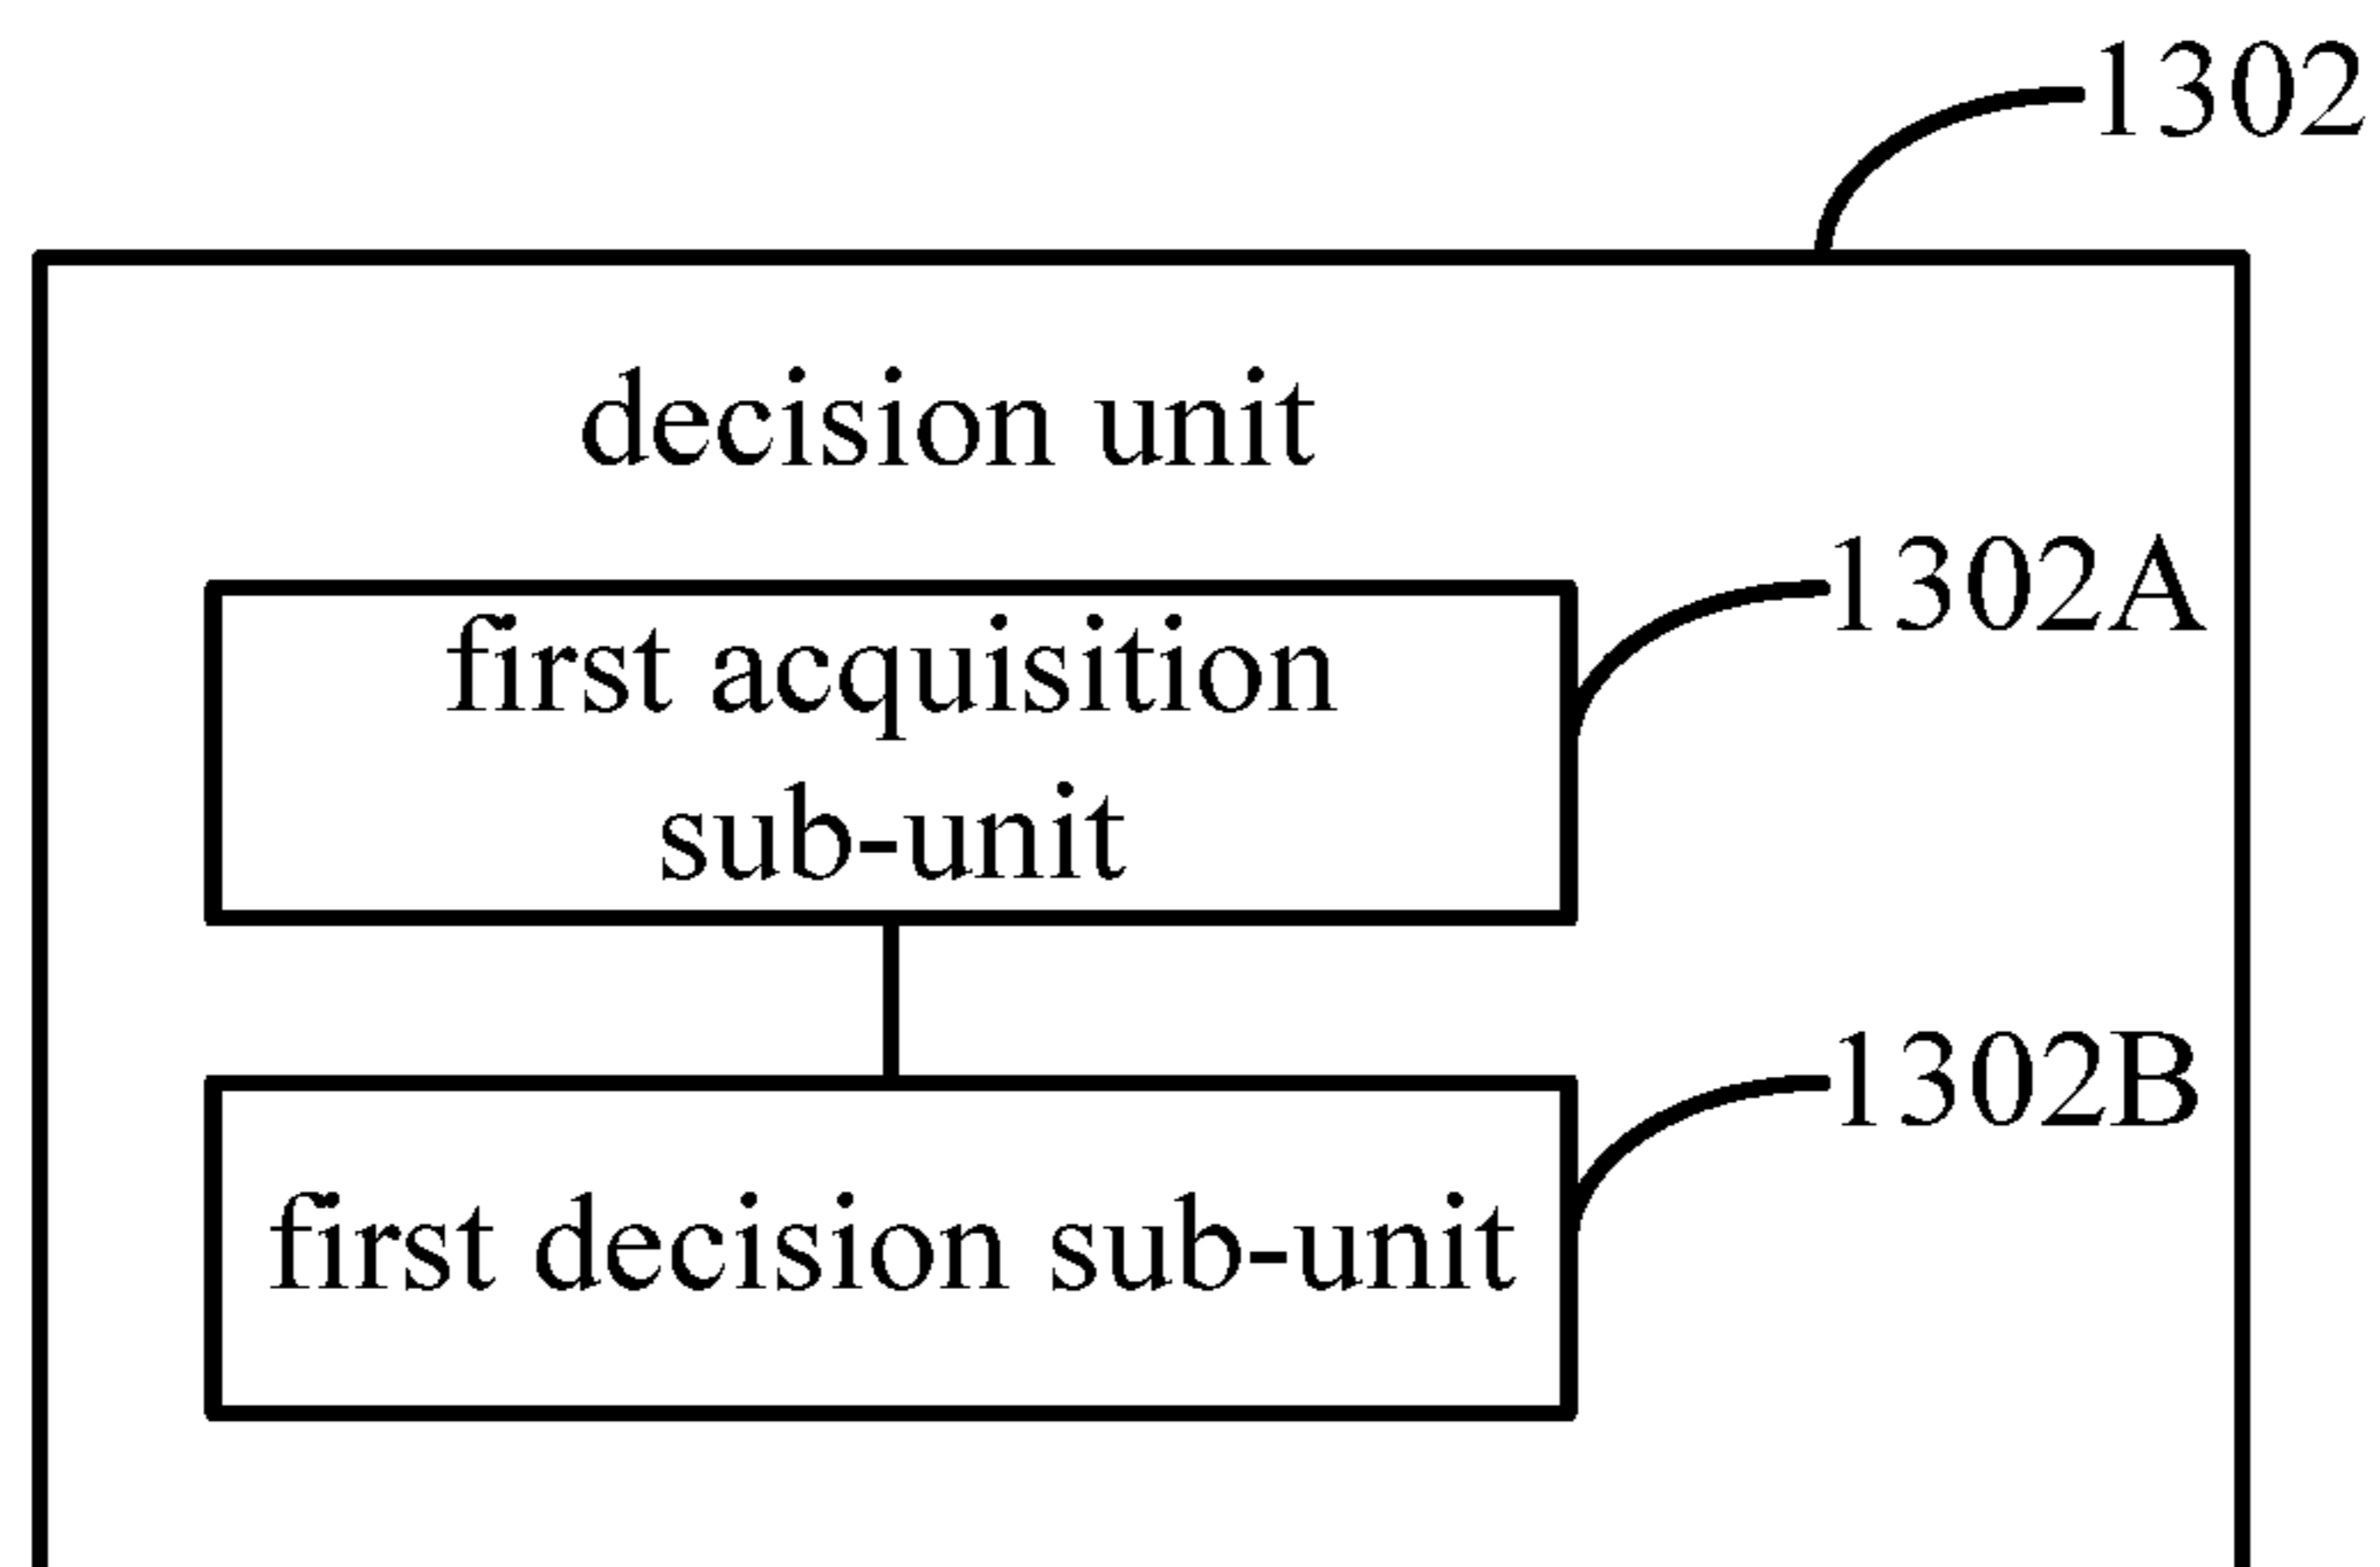 1302
decision unit
1302A
first acquisition
sub-unit
1302B
first decision sub-unit